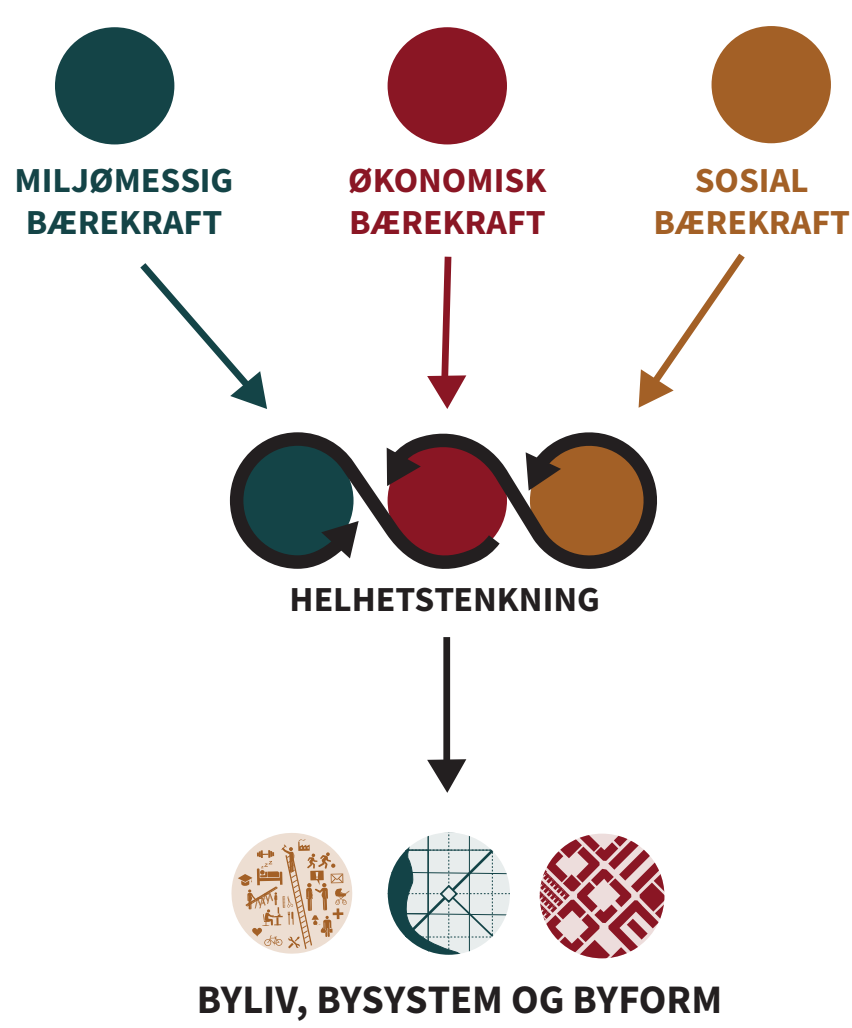 MILJØMESSIG
BÆREKRAFT
ØKONOMISK
BÆREKRAFT
SOSIAL
BÆREKRAFT
HELHETSTENKNING
BYLIV, BYSYSTEM OG BYFORM